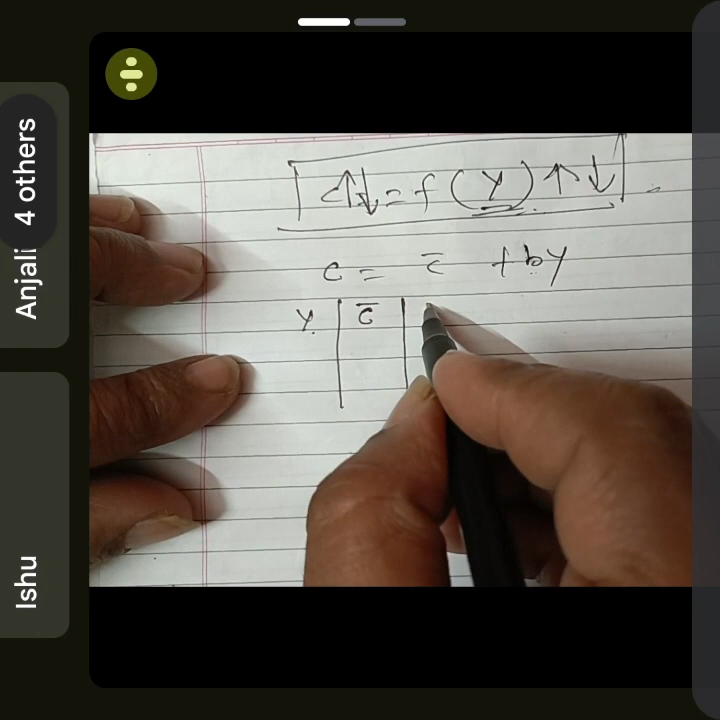 C↑↓ = f (Y) ↑↓
c = c̄ + by
Y. | c̄ |
Anjali 4 others
Ishu